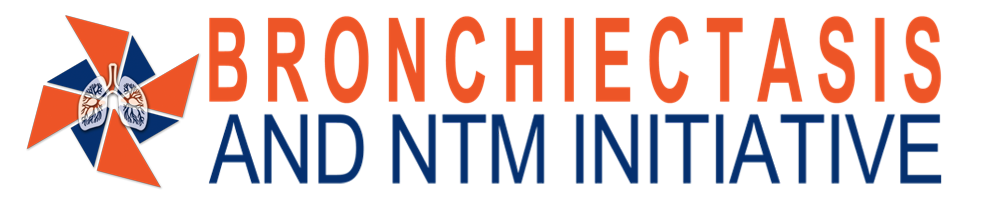 BRONCHIECTASIS
AND NTM INITIATIVE